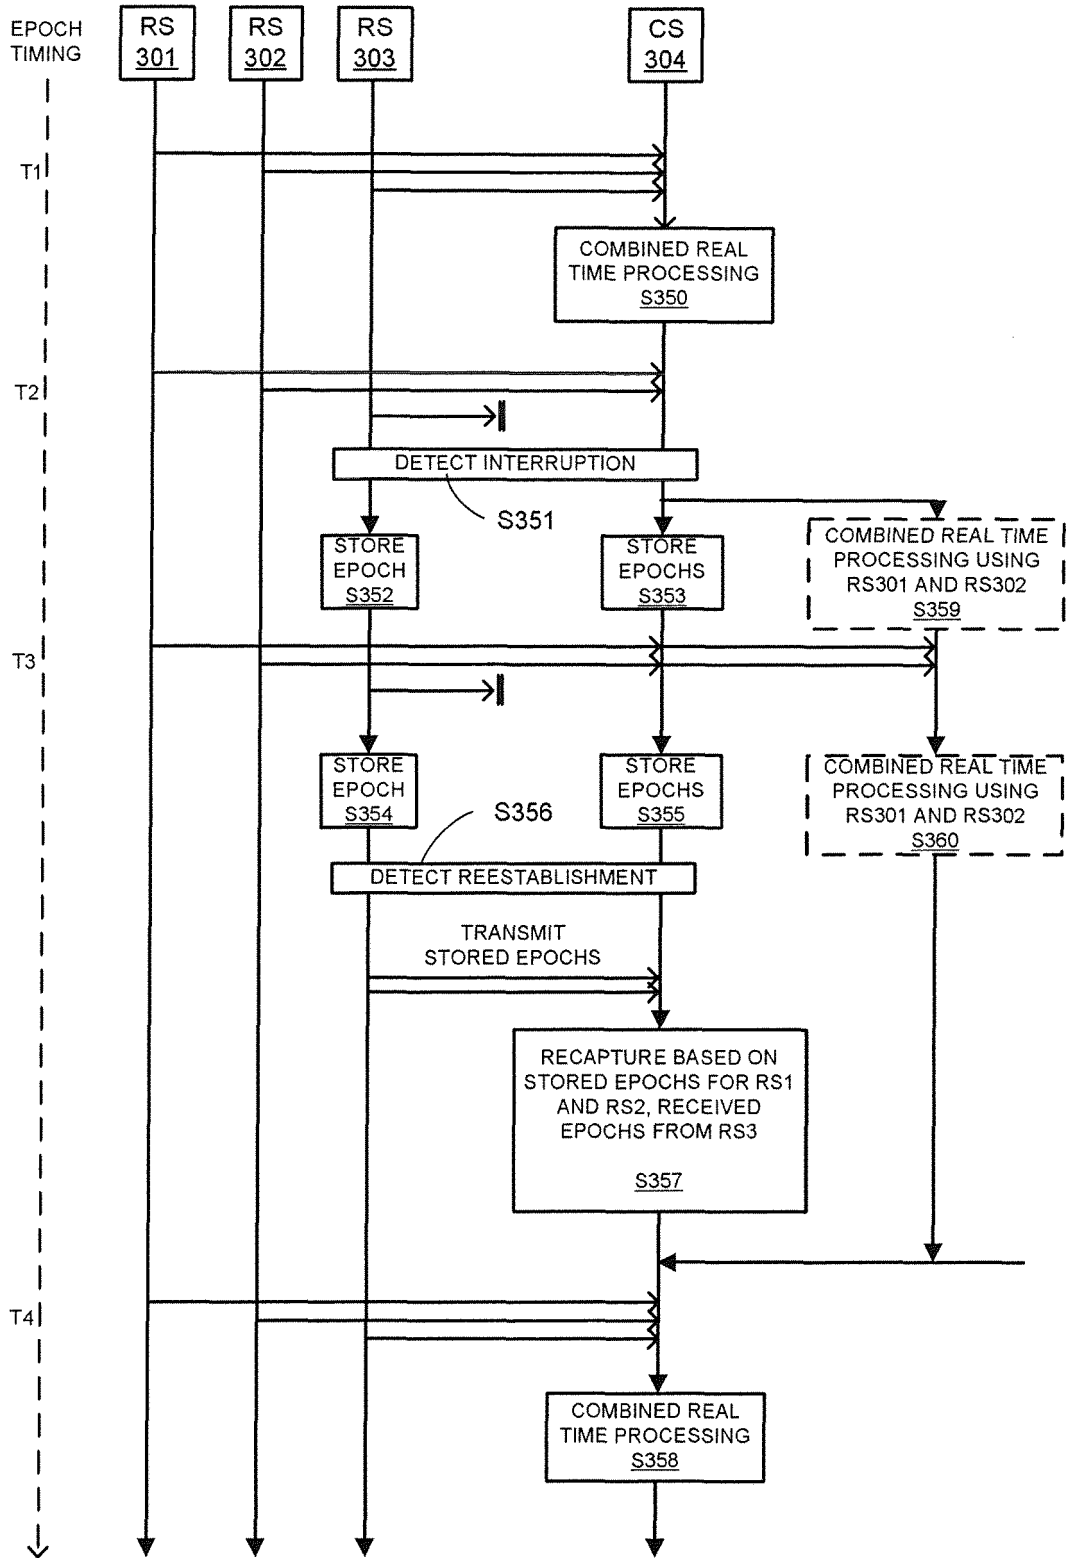 EPOCH
TIMING
RS
301
RS
302
RS
303
CS
304
T1
COMBINED REAL
TIME PROCESSING
S350
T2
DETECT INTERRUPTION
S351
STORE
EPOCH
S352
STORE
EPOCHS
S353
COMBINED REAL TIME
PROCESSING USING
RS301 AND RS302
S359
T3
STORE
EPOCH
S354
STORE
EPOCHS
S355
COMBINED REAL TIME
PROCESSING USING
RS301 AND RS302
S360
S356
DETECT REESTABLISHMENT
TRANSMIT
STORED EPOCHS
RECAPTURE BASED ON
STORED EPOCHS FOR RS1
AND RS2, RECEIVED
EPOCHS FROM RS3
S357
T4
COMBINED REAL
TIME PROCESSING
S358